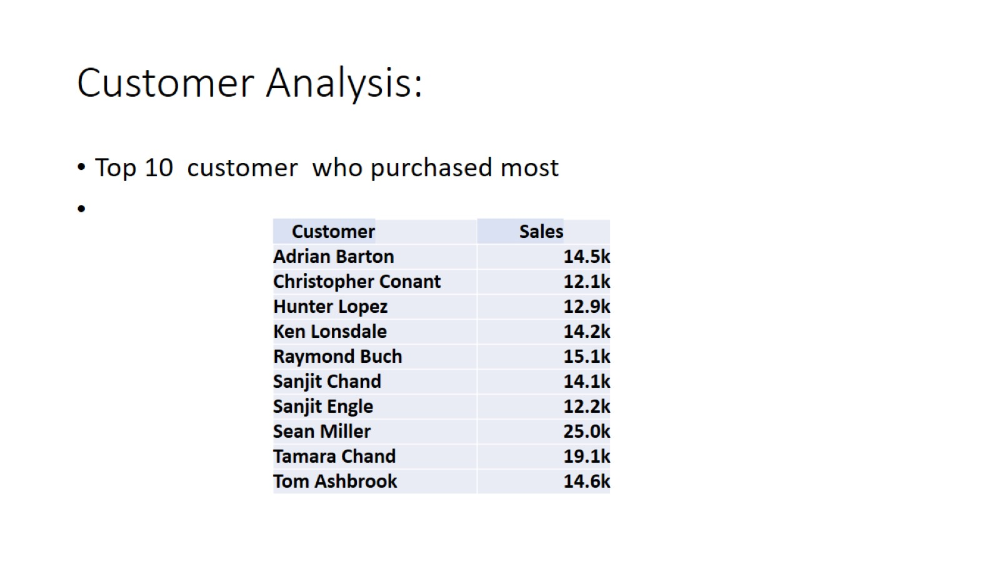 Customer Analysis:
• Top 10  customer  who purchased most
•
Customer Sales
Adrian Barton 14.5k
Christopher Conant 12.1k
Hunter Lopez 12.9k
Ken Lonsdale 14.2k
Raymond Buch 15.1k
Sanjit Chand 14.1k
Sanjit Engle 12.2k
Sean Miller 25.0k
Tamara Chand 19.1k
Tom Ashbrook 14.6k